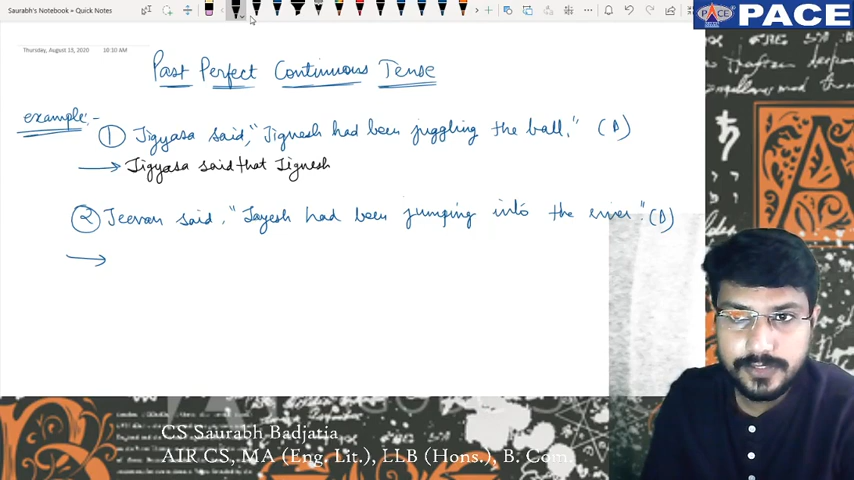 Saurabh's Notebook » Quick Notes
PACE
PACE
Thursday, August 13, 2020 10:10 AM
Past Perfect Continuous Tense
example:-
① Jigyasa said, "Jignesh had been juggling the ball." (D)
→ Jigyasa said that Jignesh
② Jeevan said, "Jayesh had been jumping into the river." (D)
→
CS Saurabh Badjatia
AIR CS, MA (Eng. Lit.), LLB (Hons.), B. Com.